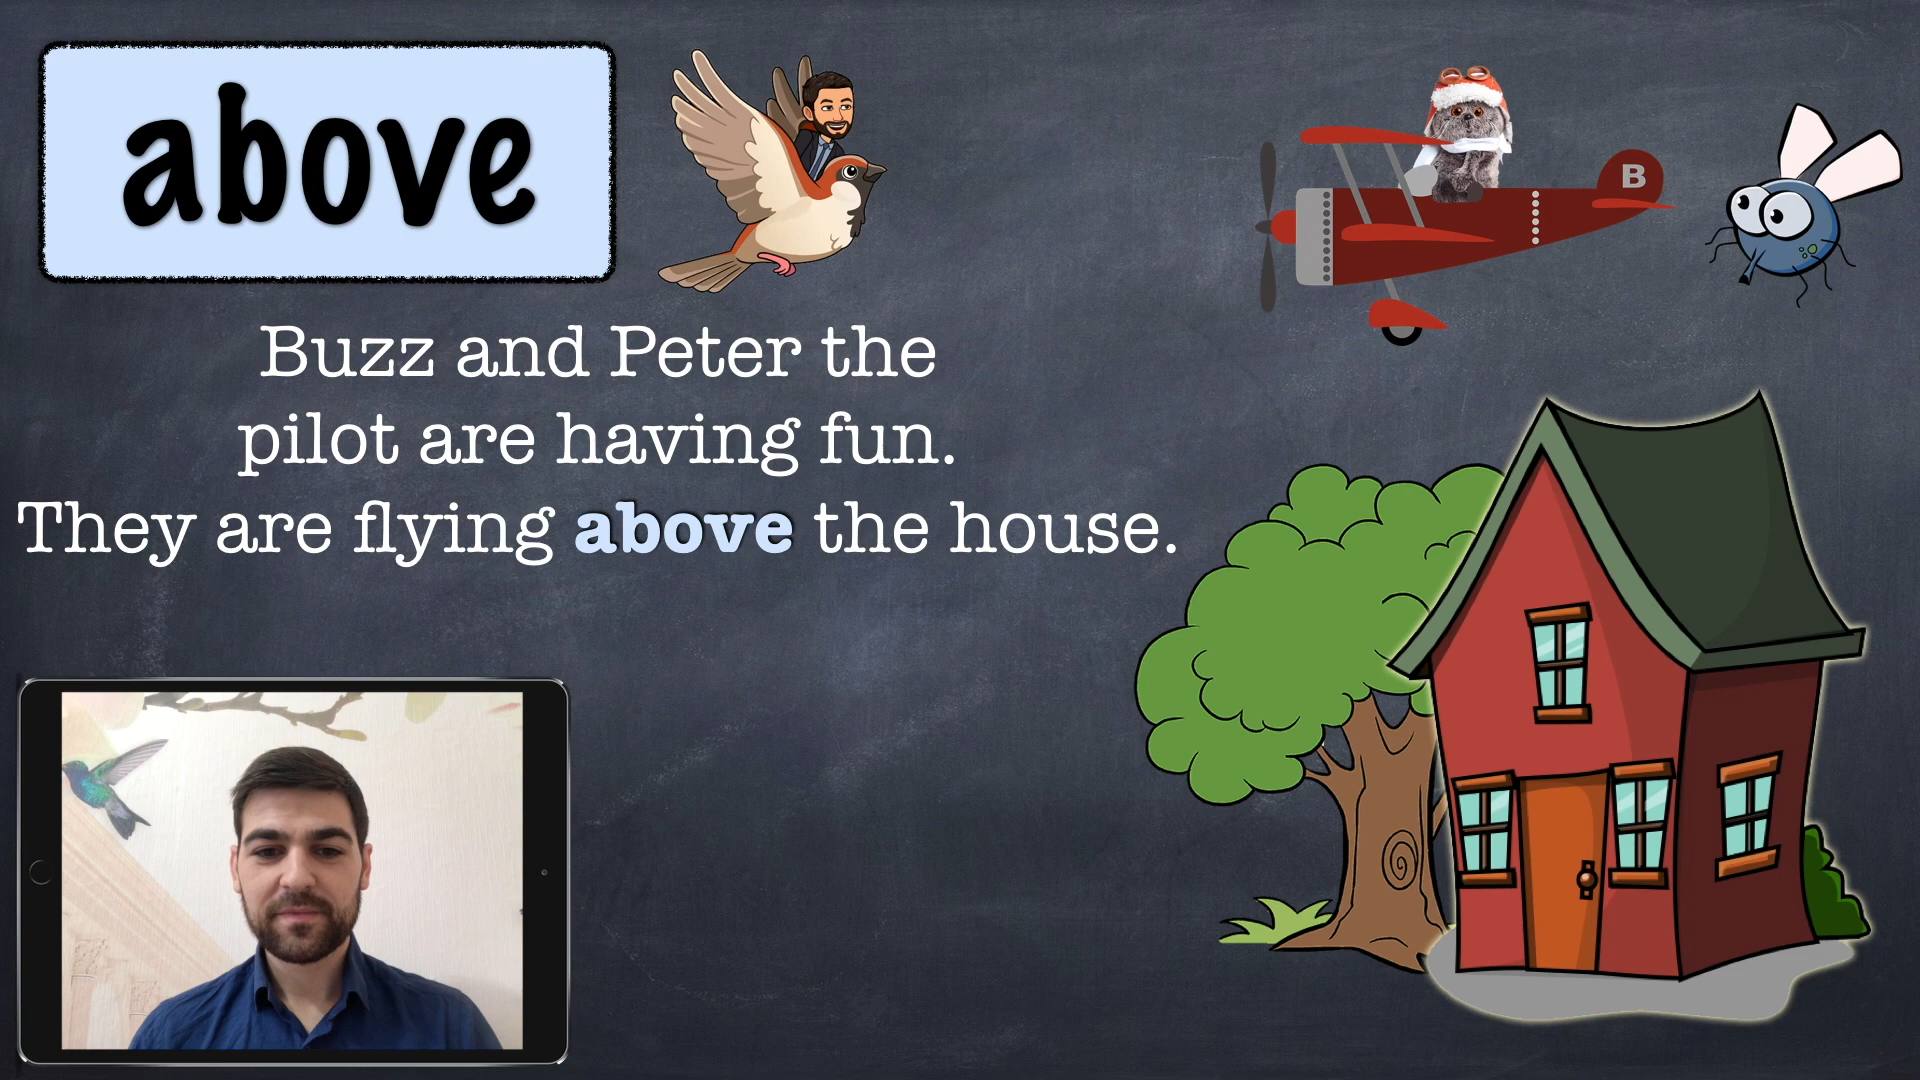 above
B
Buzz and Peter the
pilot are having fun.
They are flying above the house.